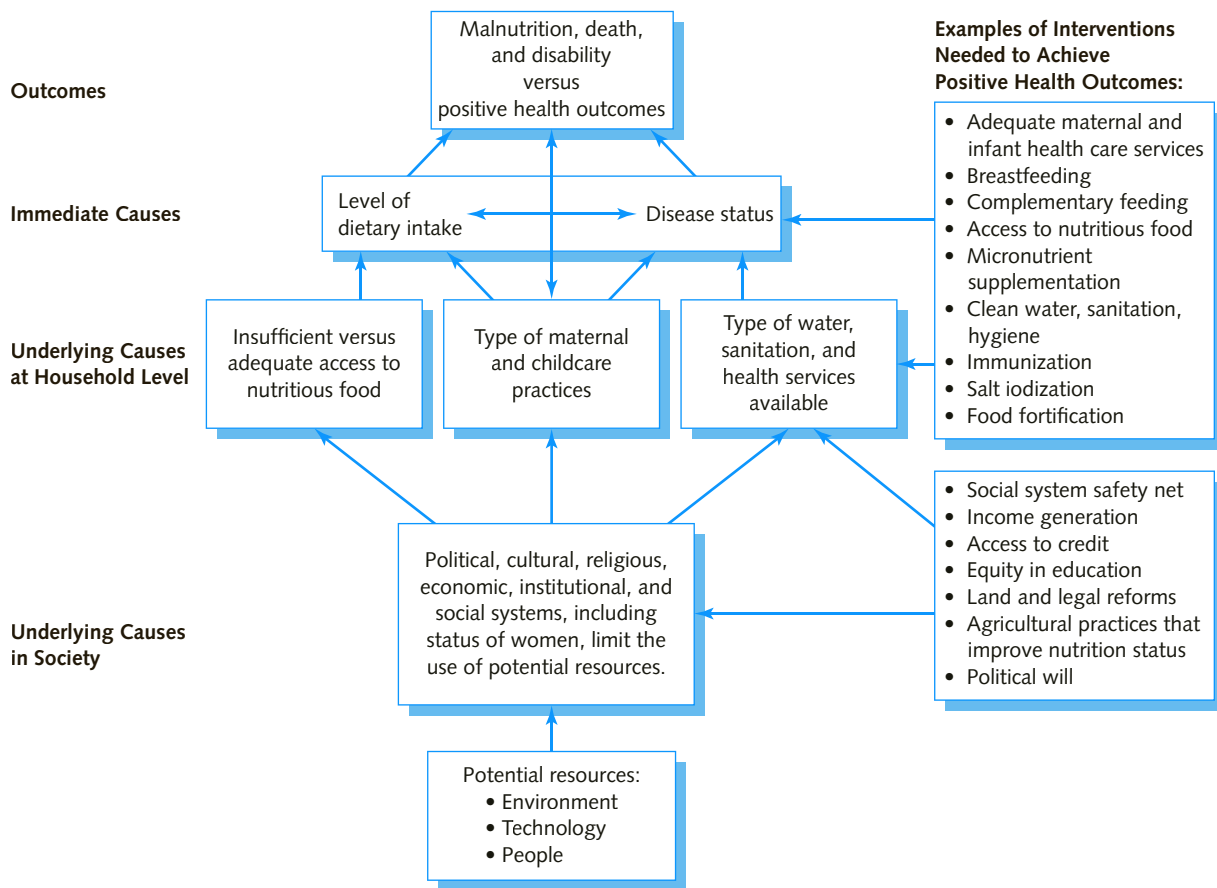 Outcomes
Malnutrition, death,
and disability
versus
positive health outcomes
Immediate Causes
Level of
dietary intake
Disease status
Underlying Causes
at Household Level
Insufficient versus
adequate access to
nutritious food
Type of maternal
and childcare
practices
Type of water,
sanitation, and
health services
available
Underlying Causes
in Society
Political, cultural, religious,
economic, institutional, and
social systems, including
status of women, limit the
use of potential resources.
Potential resources:
• Environment
• Technology
• People
Examples of Interventions
Needed to Achieve
Positive Health Outcomes:
• Adequate maternal and
infant health care services
• Breastfeeding
• Complementary feeding
• Access to nutritious food
• Micronutrient
supplementation
• Clean water, sanitation,
hygiene
• Immunization
• Salt iodization
• Food fortification
• Social system safety net
• Income generation
• Access to credit
• Equity in education
• Land and legal reforms
• Agricultural practices that
improve nutrition status
• Political will